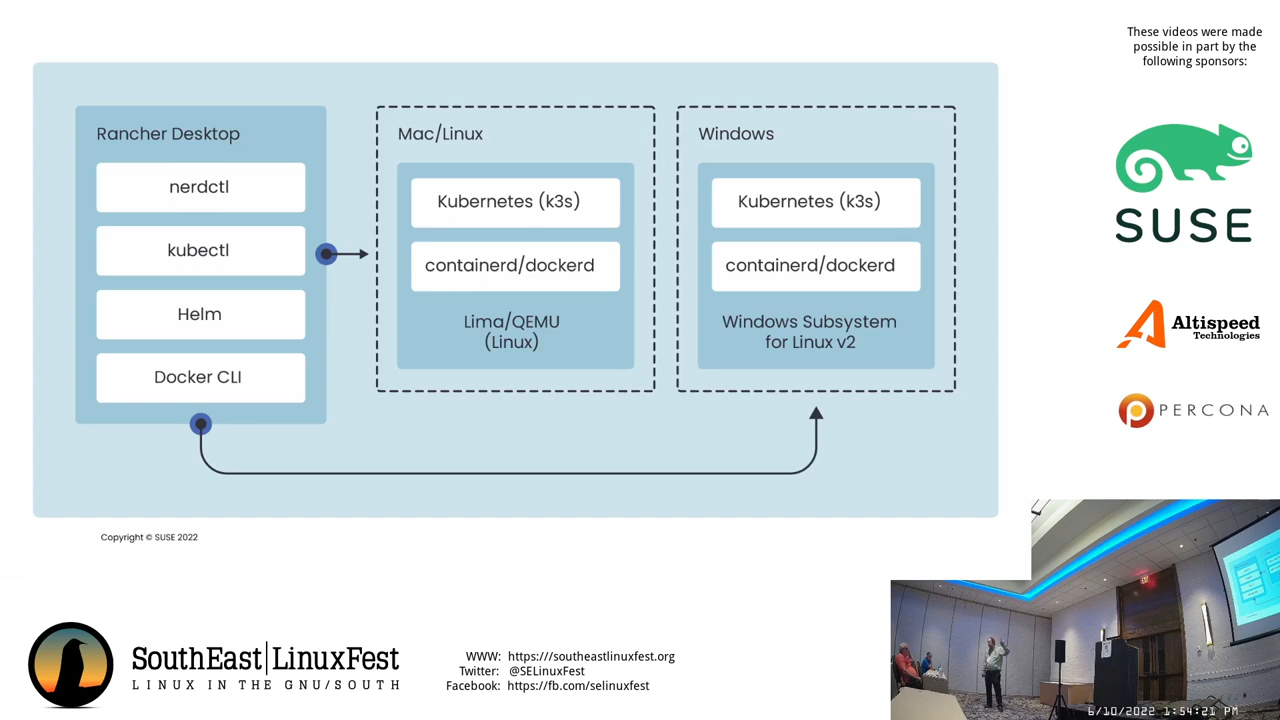 These videos were made
possible in part by the
following sponsors:
Rancher Desktop
nerdctl
kubectl
Helm
Docker CLI
Mac/Linux
Kubernetes (k3s)
containerd/dockerd
Lima/QEMU
(Linux)
Windows
Kubernetes (k3s)
containerd/dockerd
Windows Subsystem
for Linux v2
Copyright © SUSE 2022
SUSE
Altispeed
Technologies
PERCONA
SouthEast|LinuxFest
LINUX IN THE GNU/SOUTH
WWW: https://southeastlinuxfest.org
Twitter: @SELinuxFest
Facebook: https://fb.com/selinuxfest
EXIT
6/10/2022 1:54:21 PM